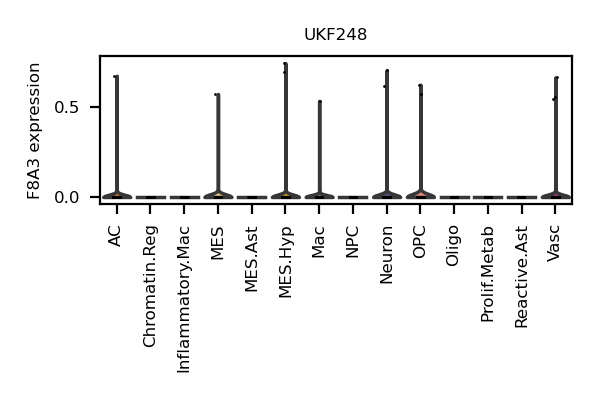 UKF248
F8A3 expression
0.5
0.0
AC
Chromatin.Reg
Inflammatory.Mac
MES
MES.Ast
MES.Hyp
Mac
NPC
Neuron
OPC
Oligo
Prolif.Metab
Reactive.Ast
Vasc